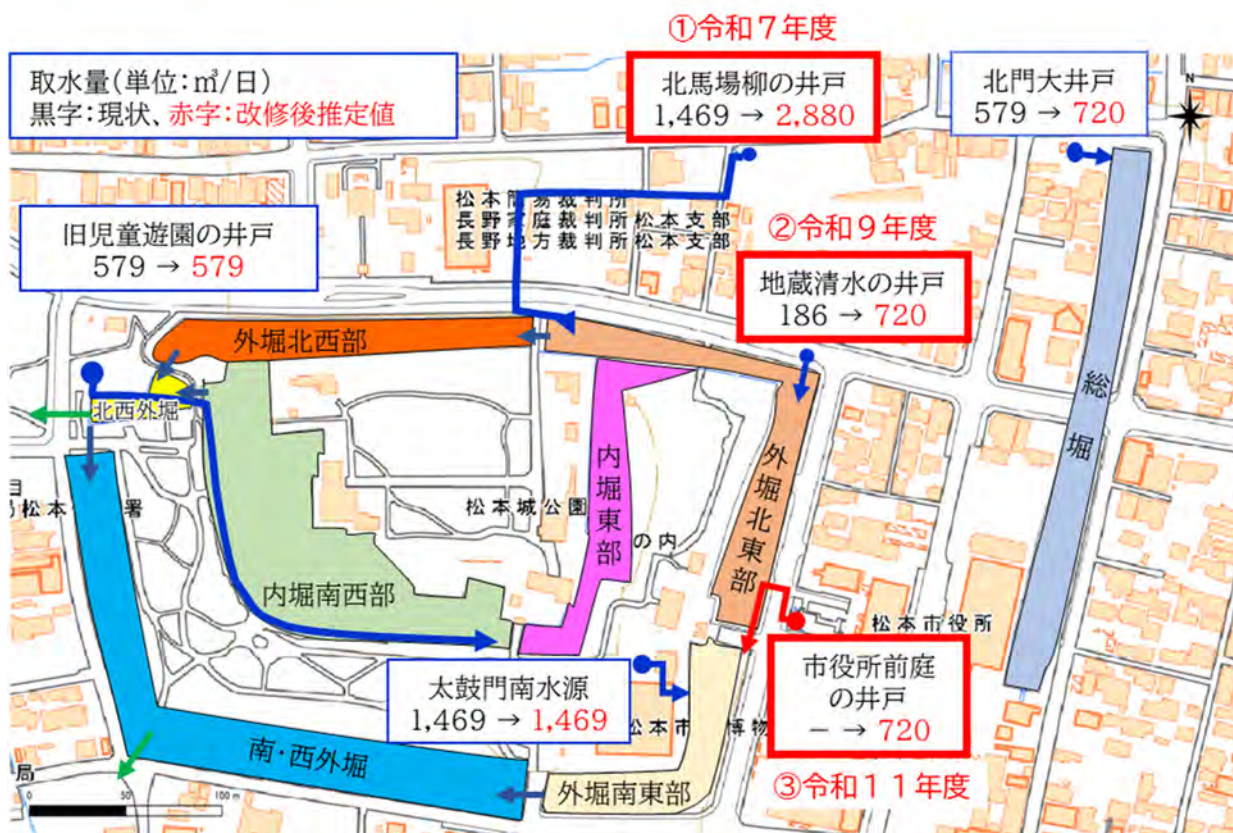 ①令和7年度
取水量(単位:㎥/日)
黒字:現状、赤字:改修後推定値
北馬場柳の井戸
1,469 → 2,880
北門大井戸
579 → 720
N
松本簡易裁判所
長野家庭裁判所松本支部
長野地方裁判所松本支部
旧児童遊園の井戸
579 → 579
②令和9年度
地蔵清水の井戸
186 → 720
外堀北西部
北西外堀
総堀
内堀東部
外堀北東部
松本城公園
の内
松本
署
内堀南西部
松本市役所
太鼓門南水源
1,469 → 1,469
市役所前庭
の井戸
― → 720
松本市
博物
南・西外堀
外堀南東部
③令和11年度
局
0 50 100 m